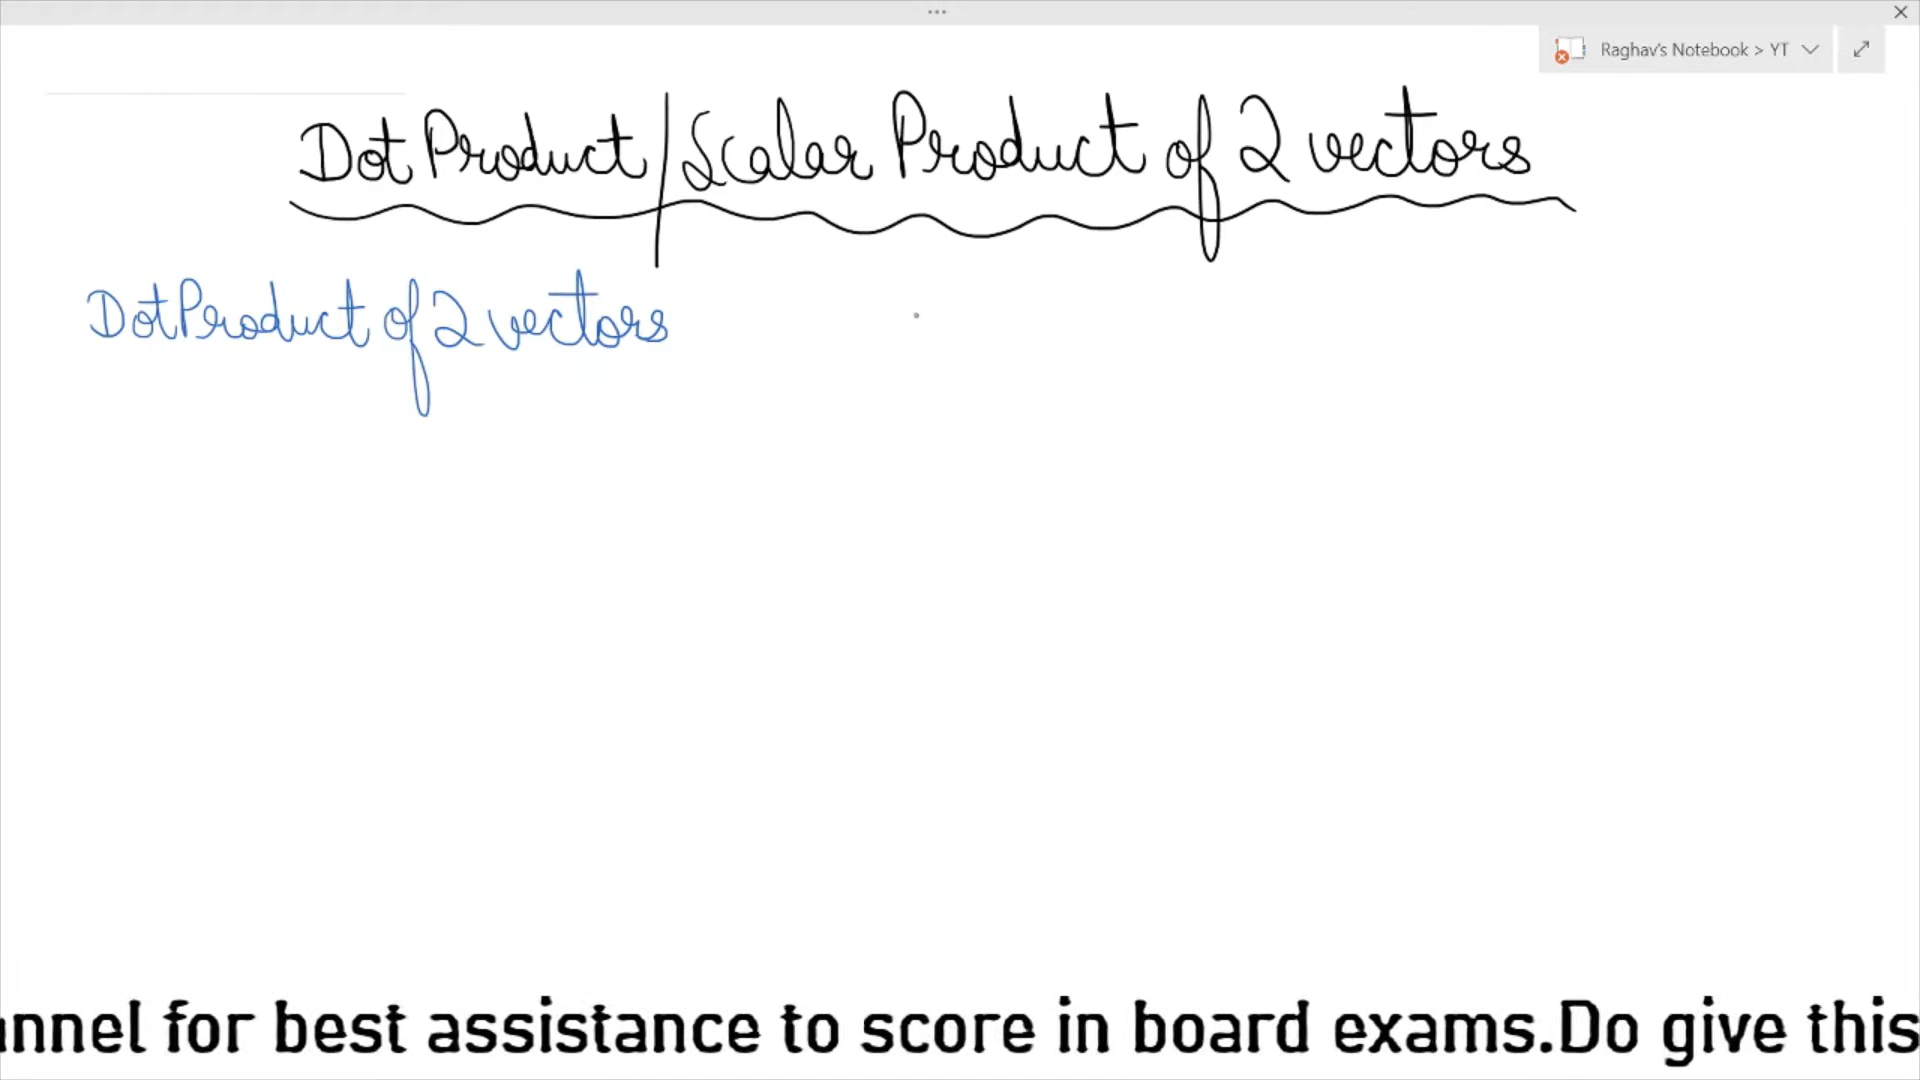 Raghav's Notebook > YT
Dot Product/Scalar Product of 2 vectors
Dot Product of 2 vectors
for best assistance to score in board exams.Do give this